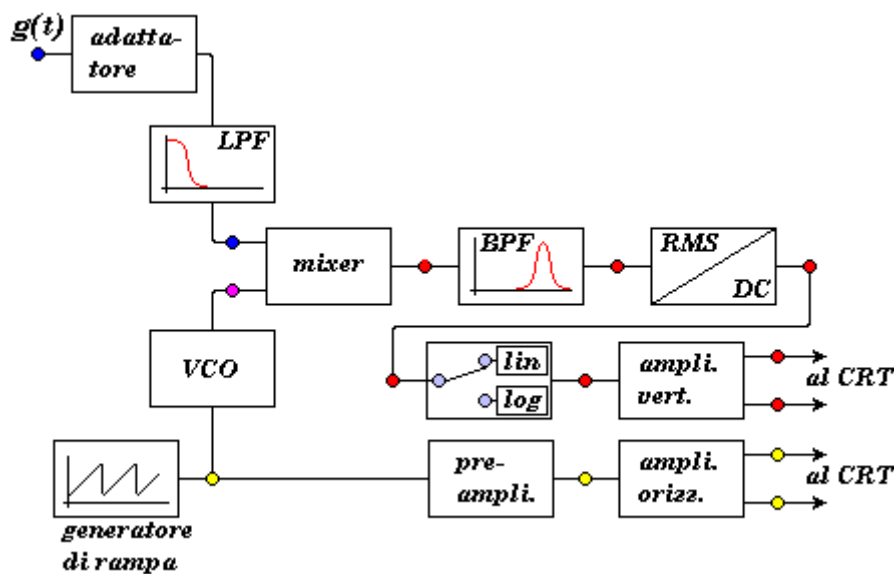 g(t)
adatta-
tore
LPF
mixer
BPF
RMS
DC
VCO
lin
log
ampli.
vert.
al CRT
generatore
di rampa
pre-
ampli.
ampli.
orizz.
al CRT